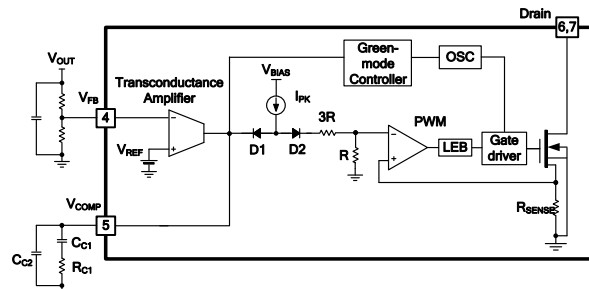 Drain
6,7
Green-
mode
Controller
OSC
VOUT
VFB
4
Transconductance
Amplifier
VBIAS
IPK
−
+
VREF
D1
D2
3R
R
−
+
PWM
LEB
Gate
driver
RSENSE
VCOMP
5
CC1
CC2
RC1